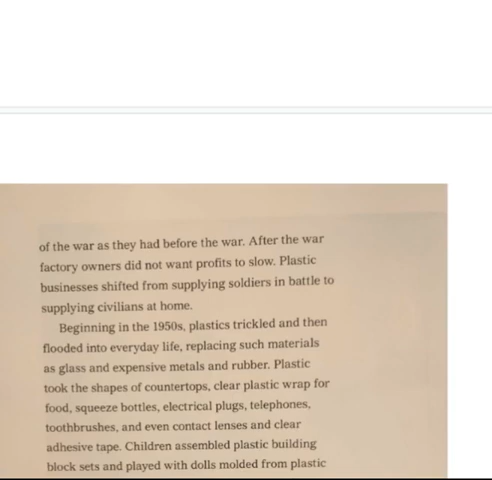 of the war as they had before the war. After the war
factory owners did not want profits to slow. Plastic
businesses shifted from supplying soldiers in battle to
supplying civilians at home.
Beginning in the 1950s, plastics trickled and then
flooded into everyday life, replacing such materials
as glass and expensive metals and rubber. Plastic
took the shapes of countertops, clear plastic wrap for
food, squeeze bottles, electrical plugs, telephones,
toothbrushes, and even contact lenses and clear
adhesive tape. Children assembled plastic building
block sets and played with dolls molded from plastic